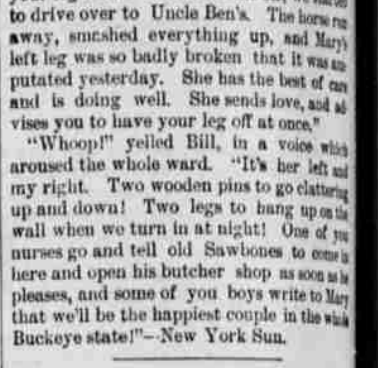 to drive over to Uncle Ben's. The horse run
away, smashed everything up, and Mary's
left leg was so badly broken that it was am-
putated yesterday. She has the best of care
and is doing well. She sends love, and ad-
vises you to have your leg off at once."
"Whoop!" yelled Bill, in a voice which
aroused the whole ward. "It's her left and
my right. Two wooden pins to go clattering
up and down! Two legs to hang up on the
wall when we turn in at night! One of you
nurses go and tell old Sawbones to come in
here and open his butcher shop as soon as he
pleases, and some of you boys write to Mary
that we'll be the happiest couple in the whole
Buckeye state!"—New York Sun.